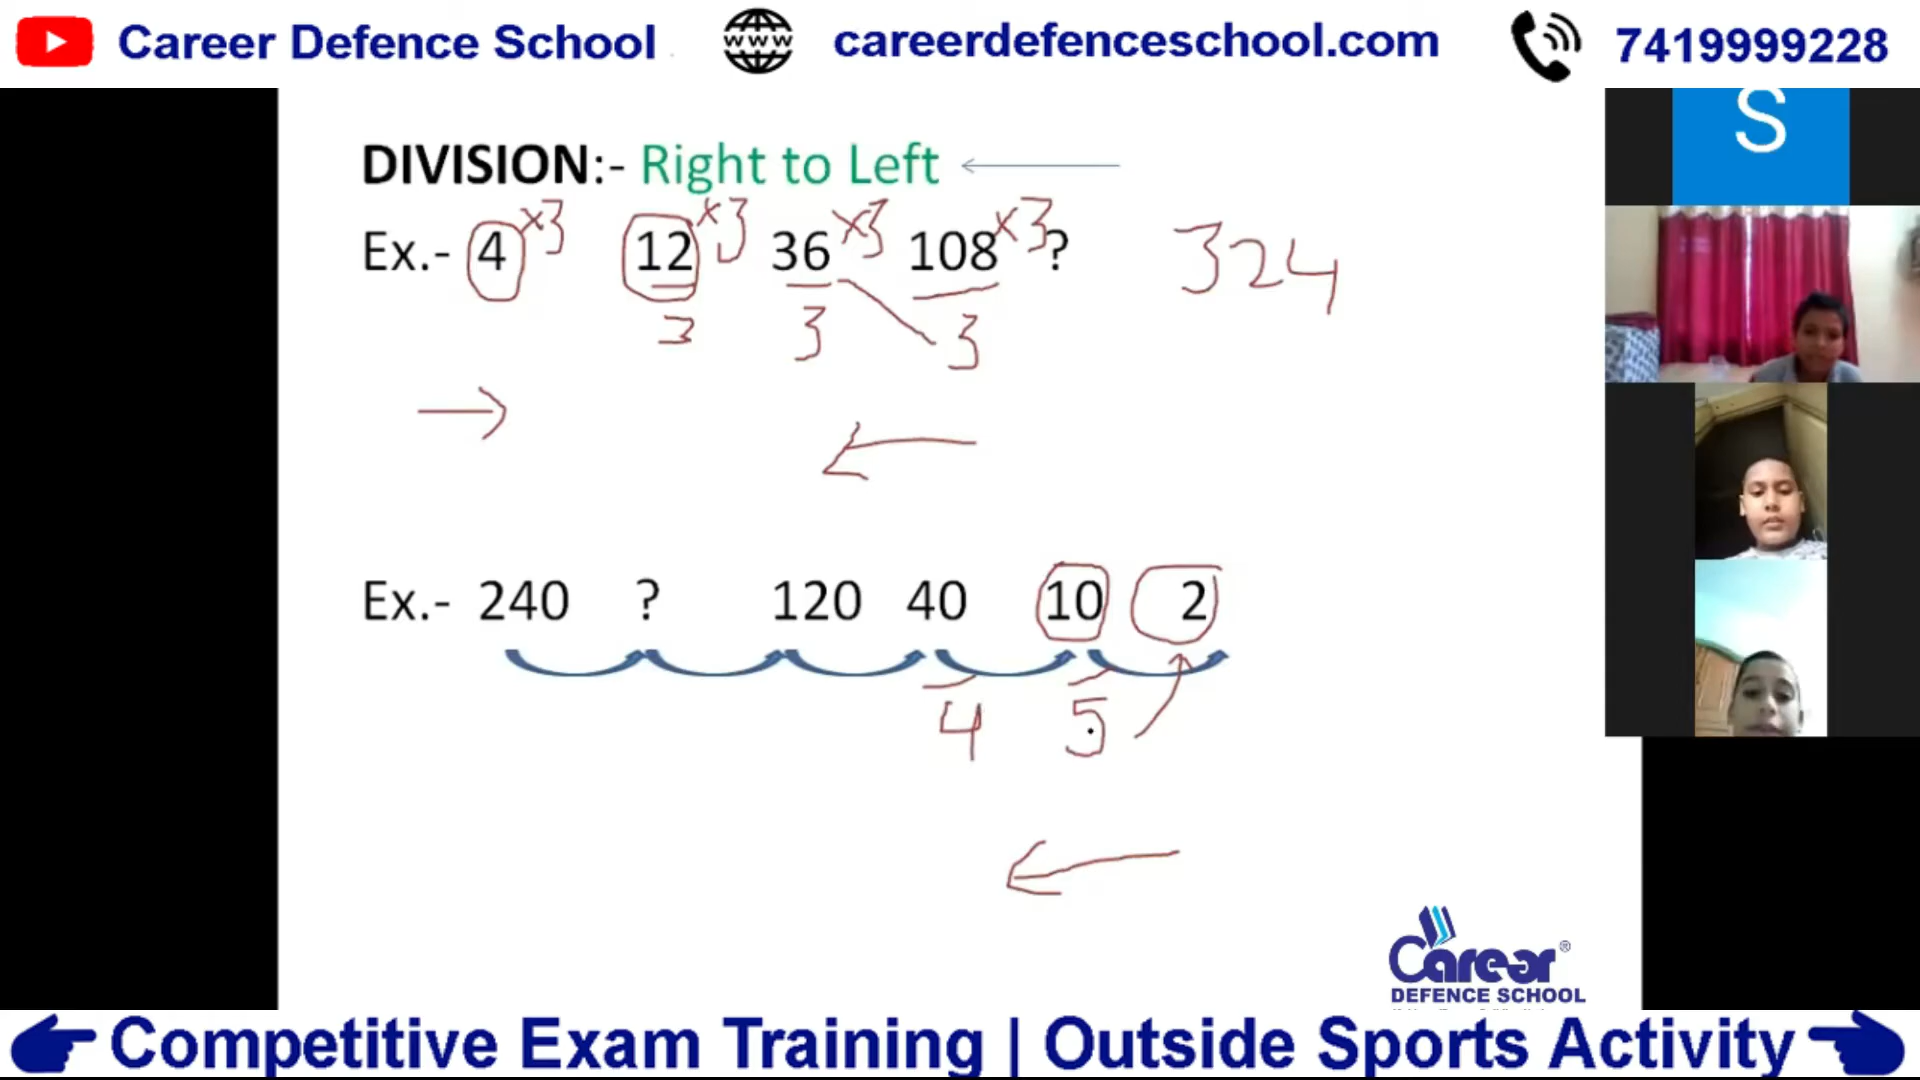 Career Defence School
www
careerdefenceschool.com
7419999228
S
DIVISION:- Right to Left
×3 ×3 ×3 ×3
Ex.- 4 12 36 108 ? 324
3 3 3
Ex.- 240 ? 120 40 10 2
4 5
Career®
DEFENCE SCHOOL
Competitive Exam Training | Outside Sports Activity